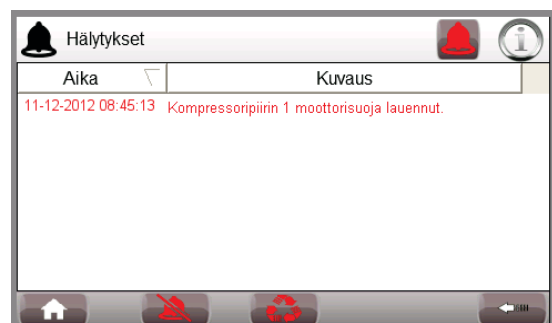 Hälytykset
Aika Kuvaus
11-12-2012 08:45:13 Kompressoripiirin 1 moottorisuoja lauennut.